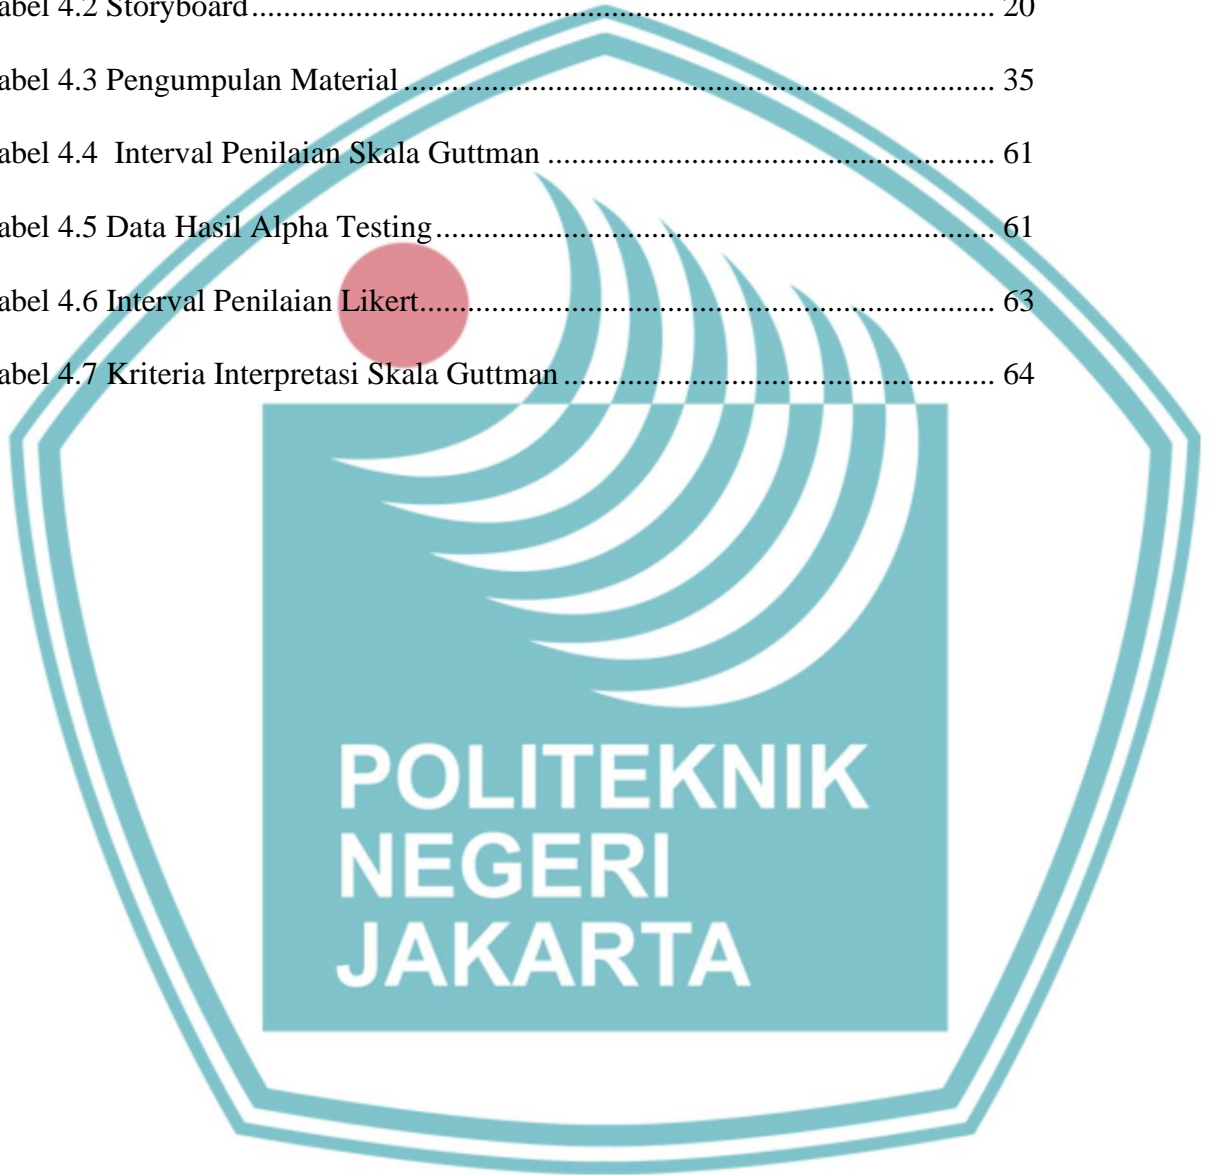 abel 4.2 Storyboard.......................................................................................... 20
abel 4.3 Pengumpulan Material........................................................................ 35
abel 4.4 Interval Penilaian Skala Guttman ...................................................... 61
abel 4.5 Data Hasil Alpha Testing.................................................................... 61
abel 4.6 Interval Penilaian Likert...................................................................... 63
abel 4.7 Kriteria Interpretasi Skala Guttman .................................................... 64
POLITEKNIK
NEGERI
JAKARTA